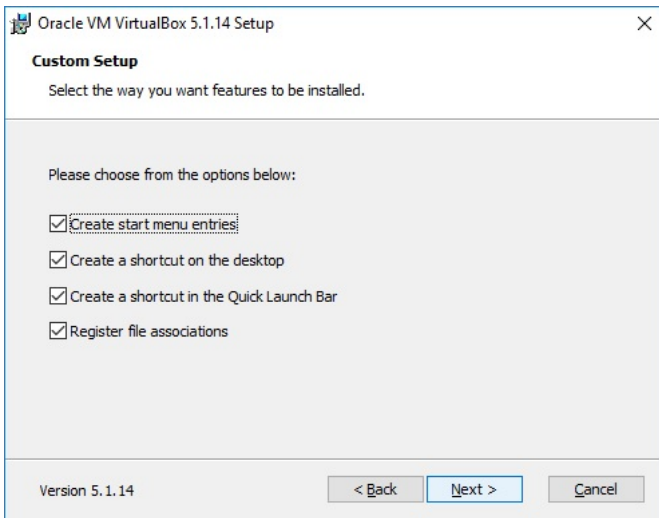 Oracle VM VirtualBox 5.1.14 Setup
Custom Setup
Select the way you want features to be installed.
Please choose from the options below:
Create start menu entries
Create a shortcut on the desktop
Create a shortcut in the Quick Launch Bar
Register file associations
Version 5.1.14
< Back
Next >
Cancel